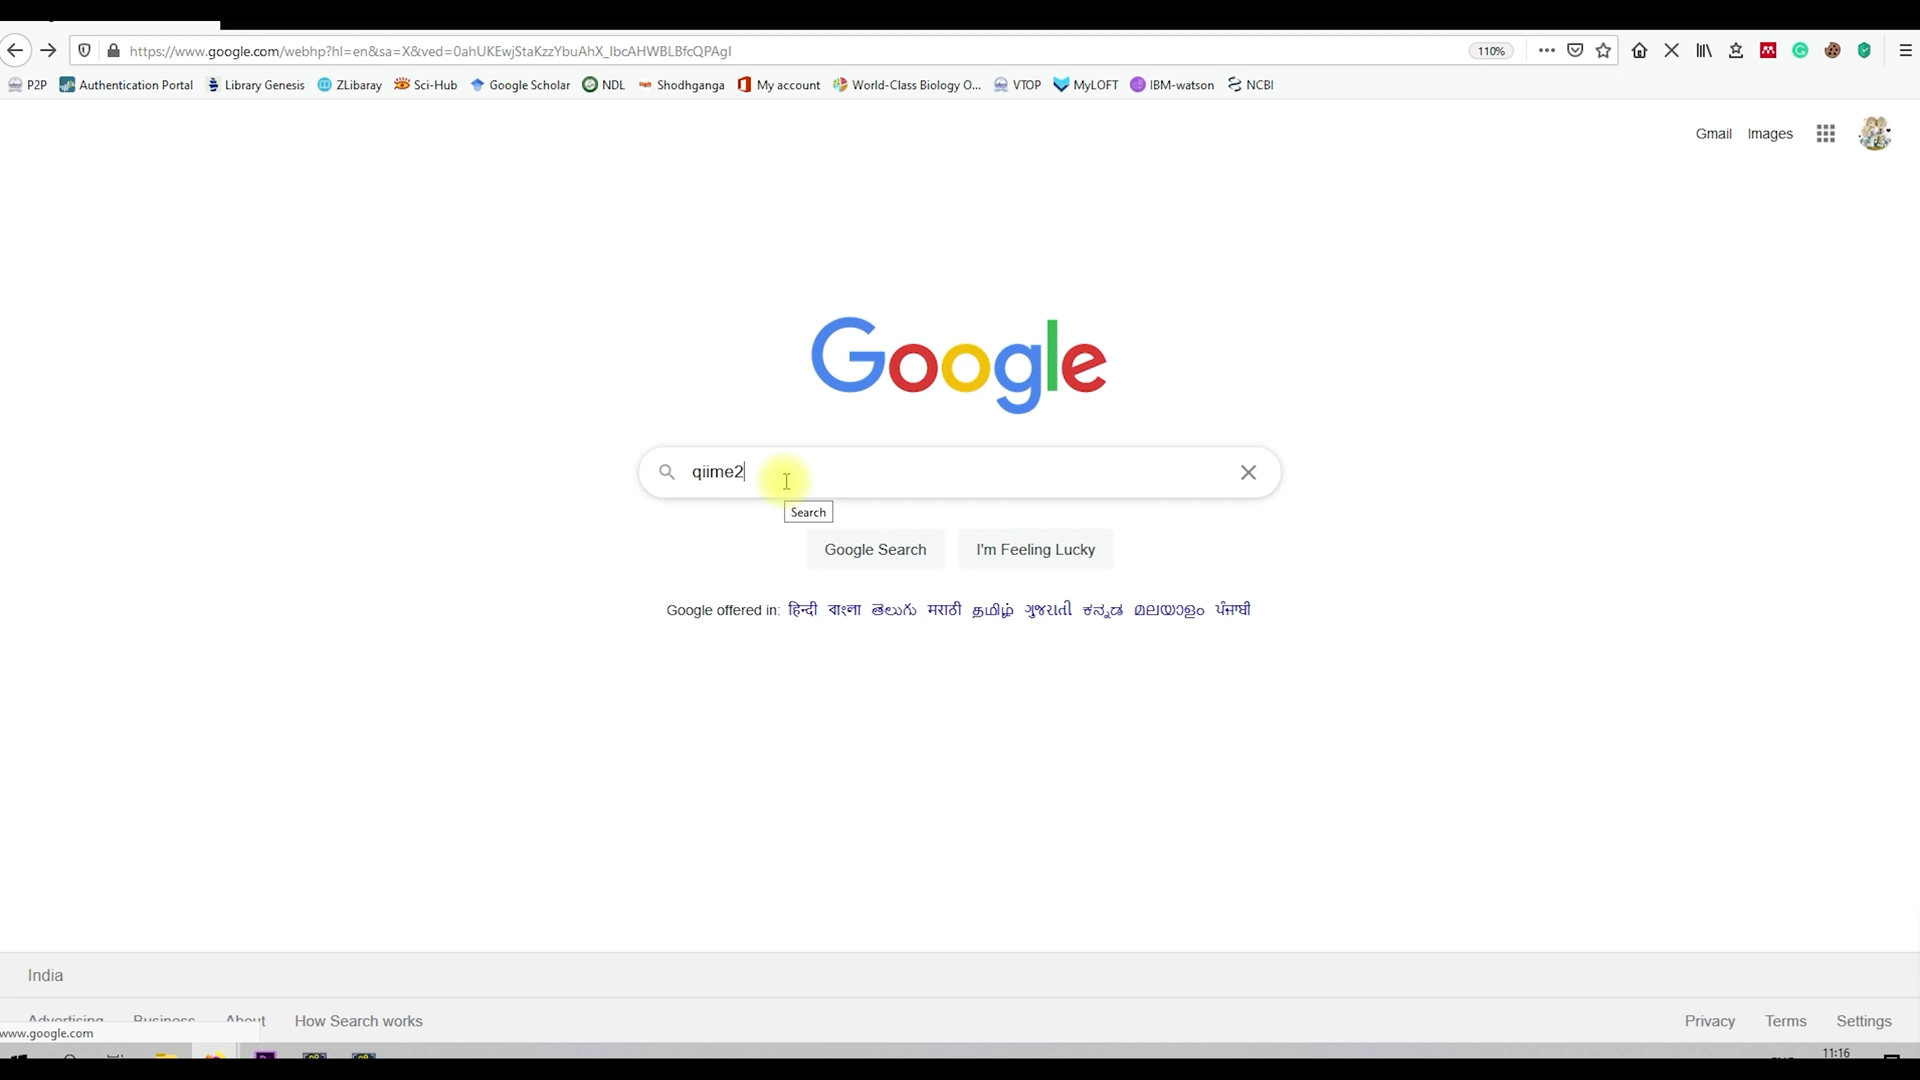 https://www.google.com/webhp?hl=en&sa=X&ved=0ahUKEwjStaKzzYbuAhX_IbcAHWBLBfcQPAgI 110%
P2P Authentication Portal Library Genesis ZLibaray Sci-Hub Google Scholar NDL Shodhganga My account World-Class Biology O... VTOP MyLOFT IBM-watson NCBI
Gmail Images
Google
qiime2
Search
Google Search I'm Feeling Lucky
Google offered in: हिन्दी বাংলা తెలుగు मराठी தமிழ் ગુજરાતી ಕನ್ನಡ മലയാളം ਪੰਜਾਬੀ
India
Advertising Business About How Search works Privacy Terms Settings
www.google.com
11:16